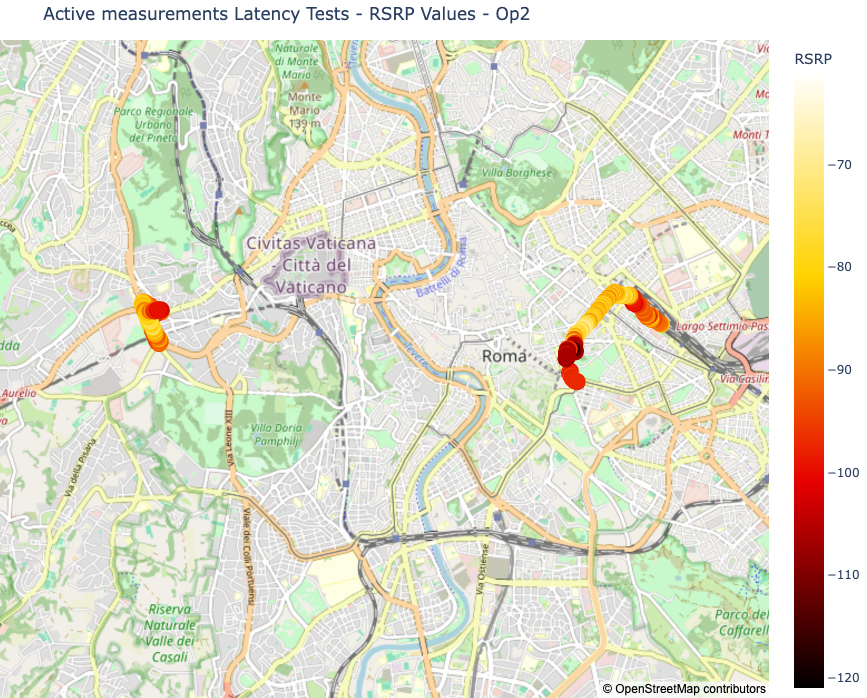 Active measurements Latency Tests - RSRP Values - Op2
RSRP
−70
−80
−90
−100
−110
−120
Naturale
di Monte
Mario
Monte
Mario
139 m
Parco Regionale
Urbano
del Pineto
Villa Borghese
Monti T
Civitas Vaticana
Città del
Vaticano
Battelli di Roma
Tevere
Roma
Largo Settimio Pas
Via Casilin
Aurelio
Villa Doria
Pamphilj
Via Leone XIII
Via della Pisana
Viale dei Colli Portuensi
Via Ostiense
Riserva
Naturale
Valle dei
Casali
Parco del
Caffarell
© OpenStreetMap contributors